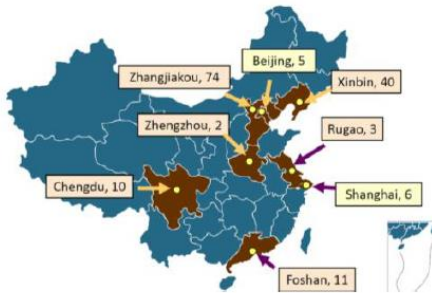 Beijing, 5
Zhangjiakou, 74
Xinbin, 40
Zhengzhou, 2
Rugao, 3
Chengdu, 10
Shanghai, 6
Foshan, 11